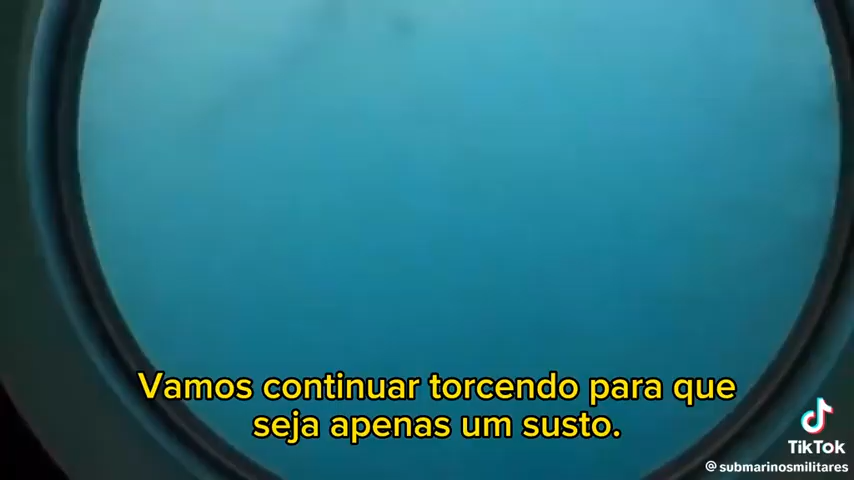 Vamos continuar torcendo para que
seja apenas um susto.
TikTok
@submarinosmilitares